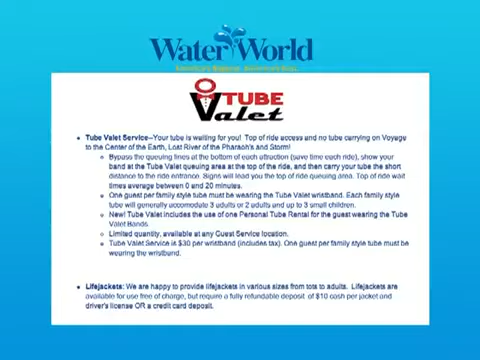 Water World
TUBE
Valet
• Tube Valet Service--Your tube is waiting for you! Top of ride access and no tube carrying on Voyage
to the Center of the Earth, Lost River of the Pharaoh's and Storm!
o Bypass the queuing lines at the bottom of each attraction (save time each ride), show your
band at the Tube Valet queuing area at the top of the ride, and then carry your tube the short
distance to the ride entrance. Signs will lead you the top of ride queuing area. Top of ride wait
times average between 0 and 20 minutes.
o One guest per family style tube must be wearing the Tube Valet wristband. Each family style
tube will generally accomodate 3 adults or 2 adults and up to 3 small children.
o New! Tube Valet includes the use of one Personal Tube Rental for the guest wearing the Tube
Valet Bands.
o Limited quantity, available at any Guest Service location.
o Tube Valet Service is $30 per wristband (includes tax). One guest per family style tube must be
wearing the wristband.
• Lifejackets: We are happy to provide lifejackets in various sizes from tots to adults. Lifejackets are
available for use free of charge, but require a fully refundable deposit of $10 cash per jacket and
driver's license OR a credit card deposit.